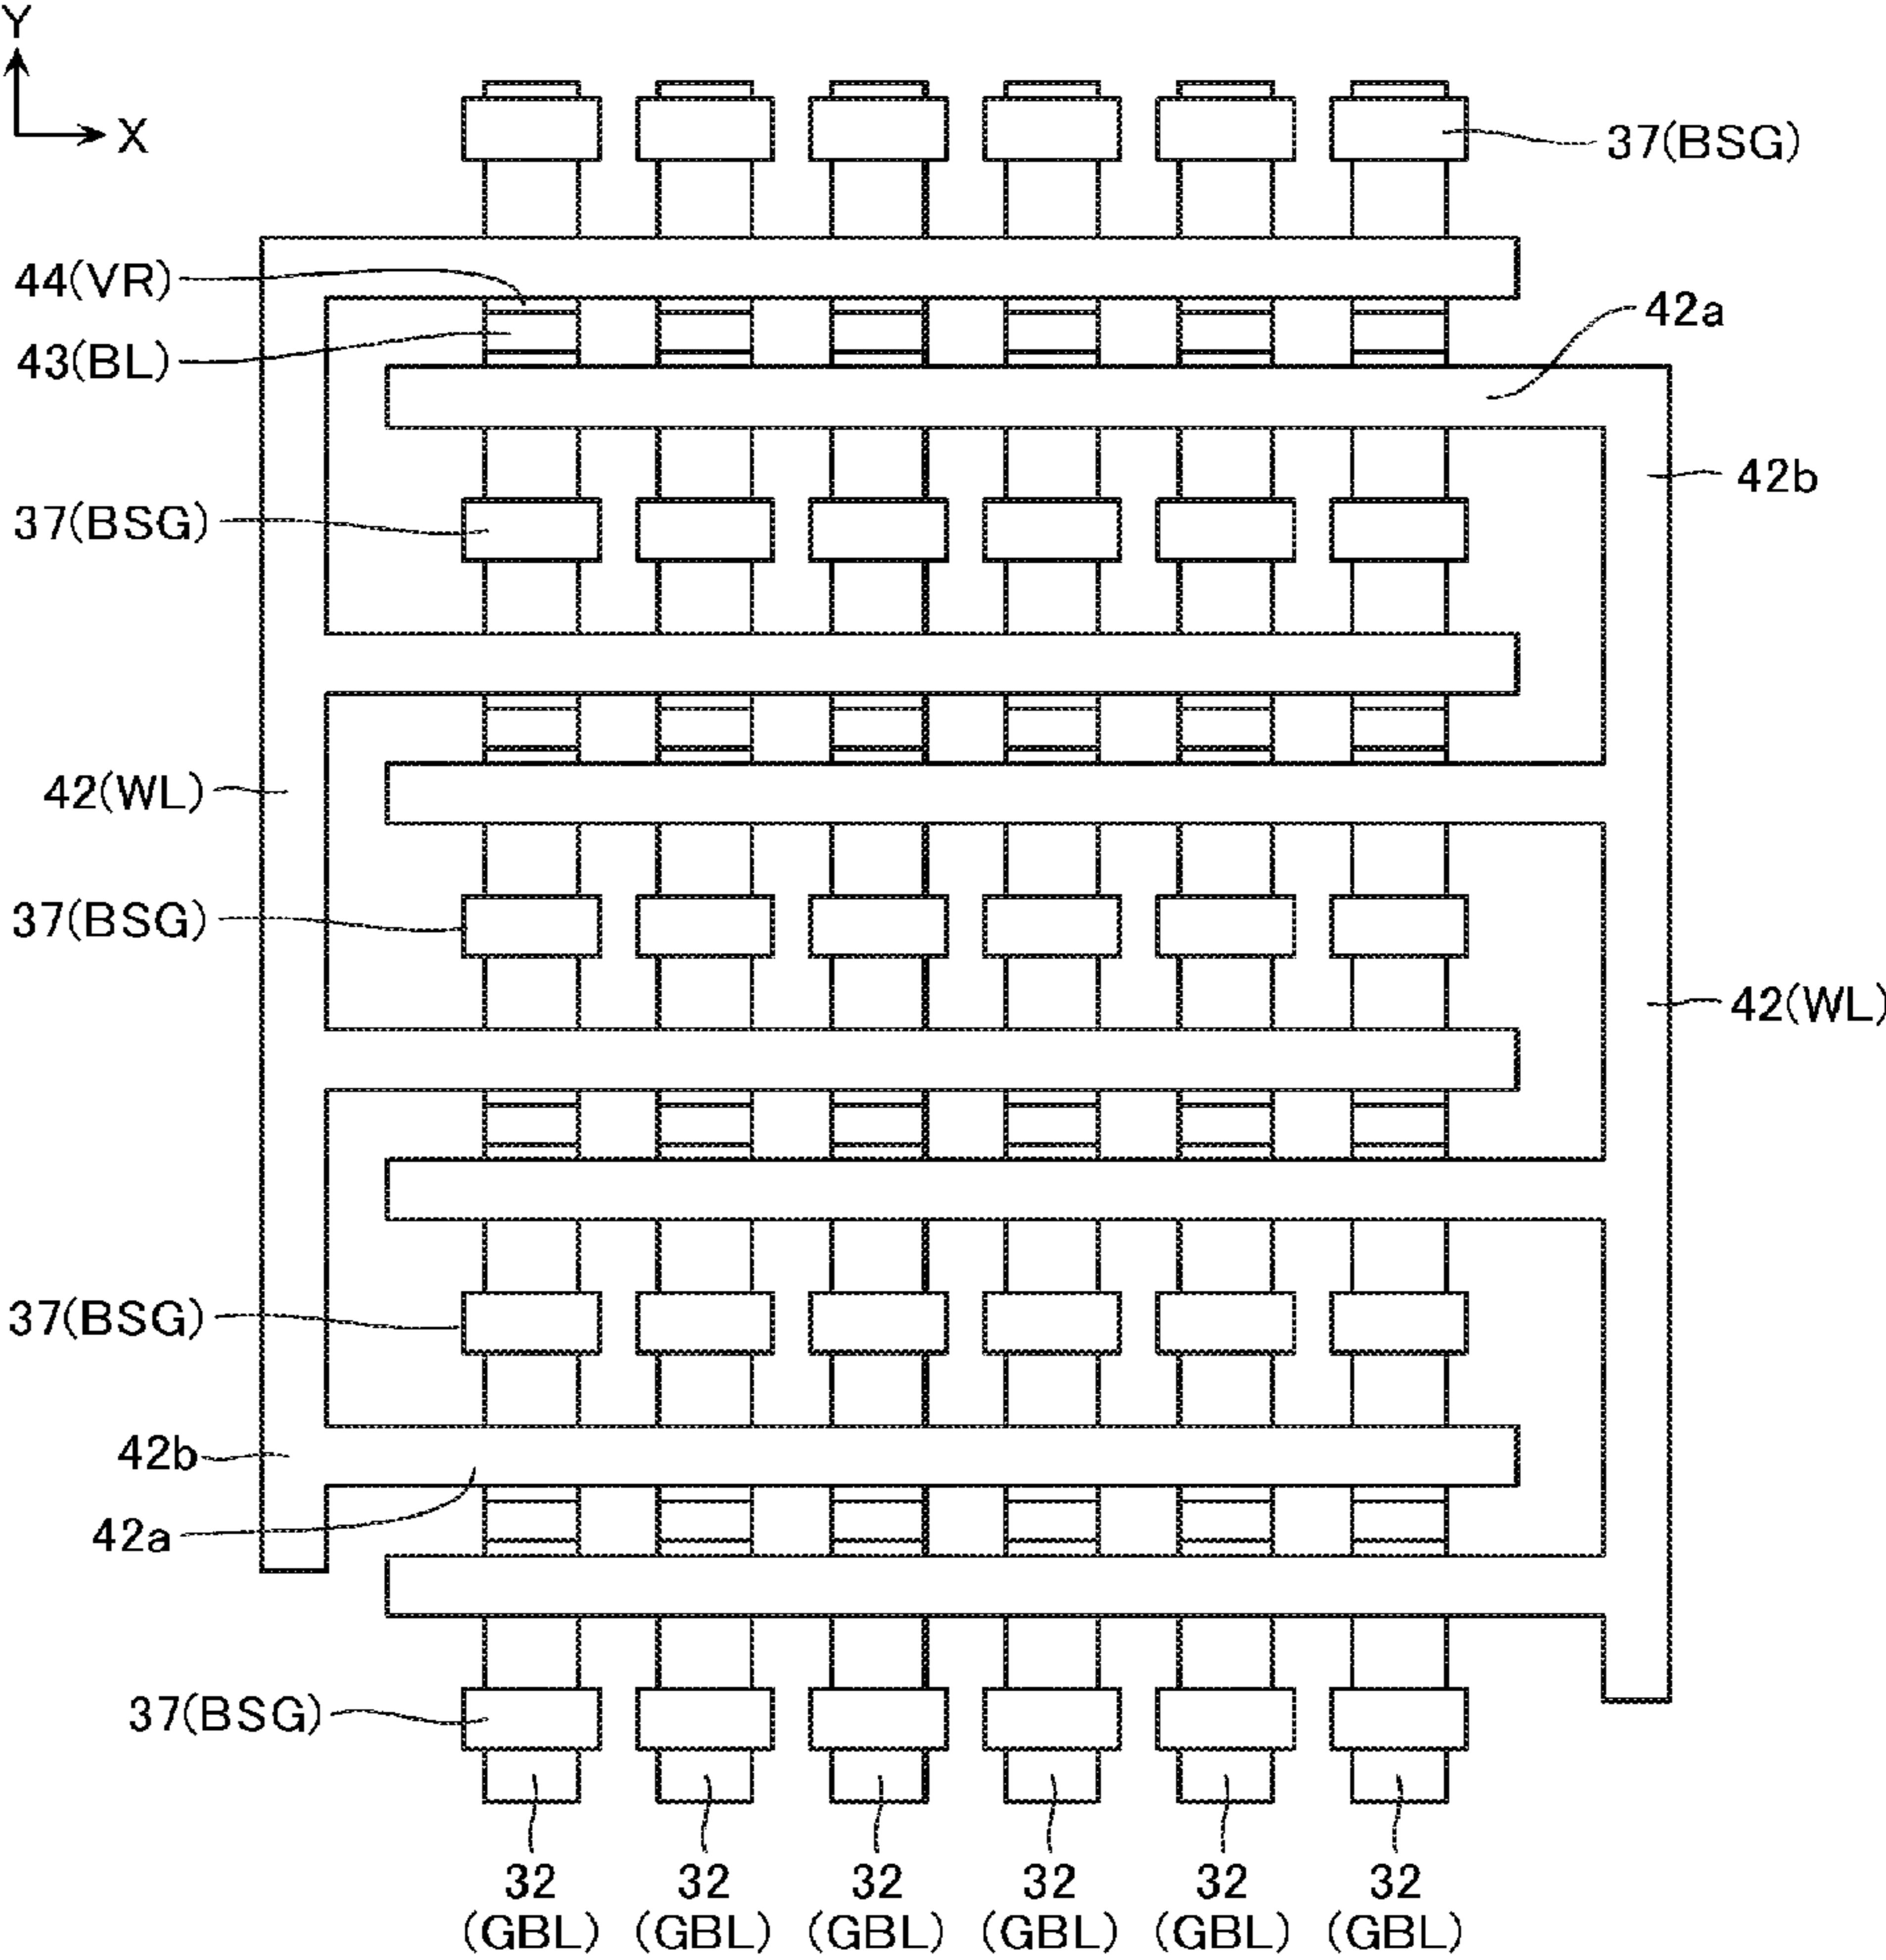 Y
X
37(BSG)
44(VR)
42a
43(BL)
42b
37(BSG)
42(WL)
37(BSG)
42(WL)
37(BSG)
42b
42a
37(BSG)
32 32 32 32 32 32
(GBL) (GBL) (GBL) (GBL) (GBL) (GBL)